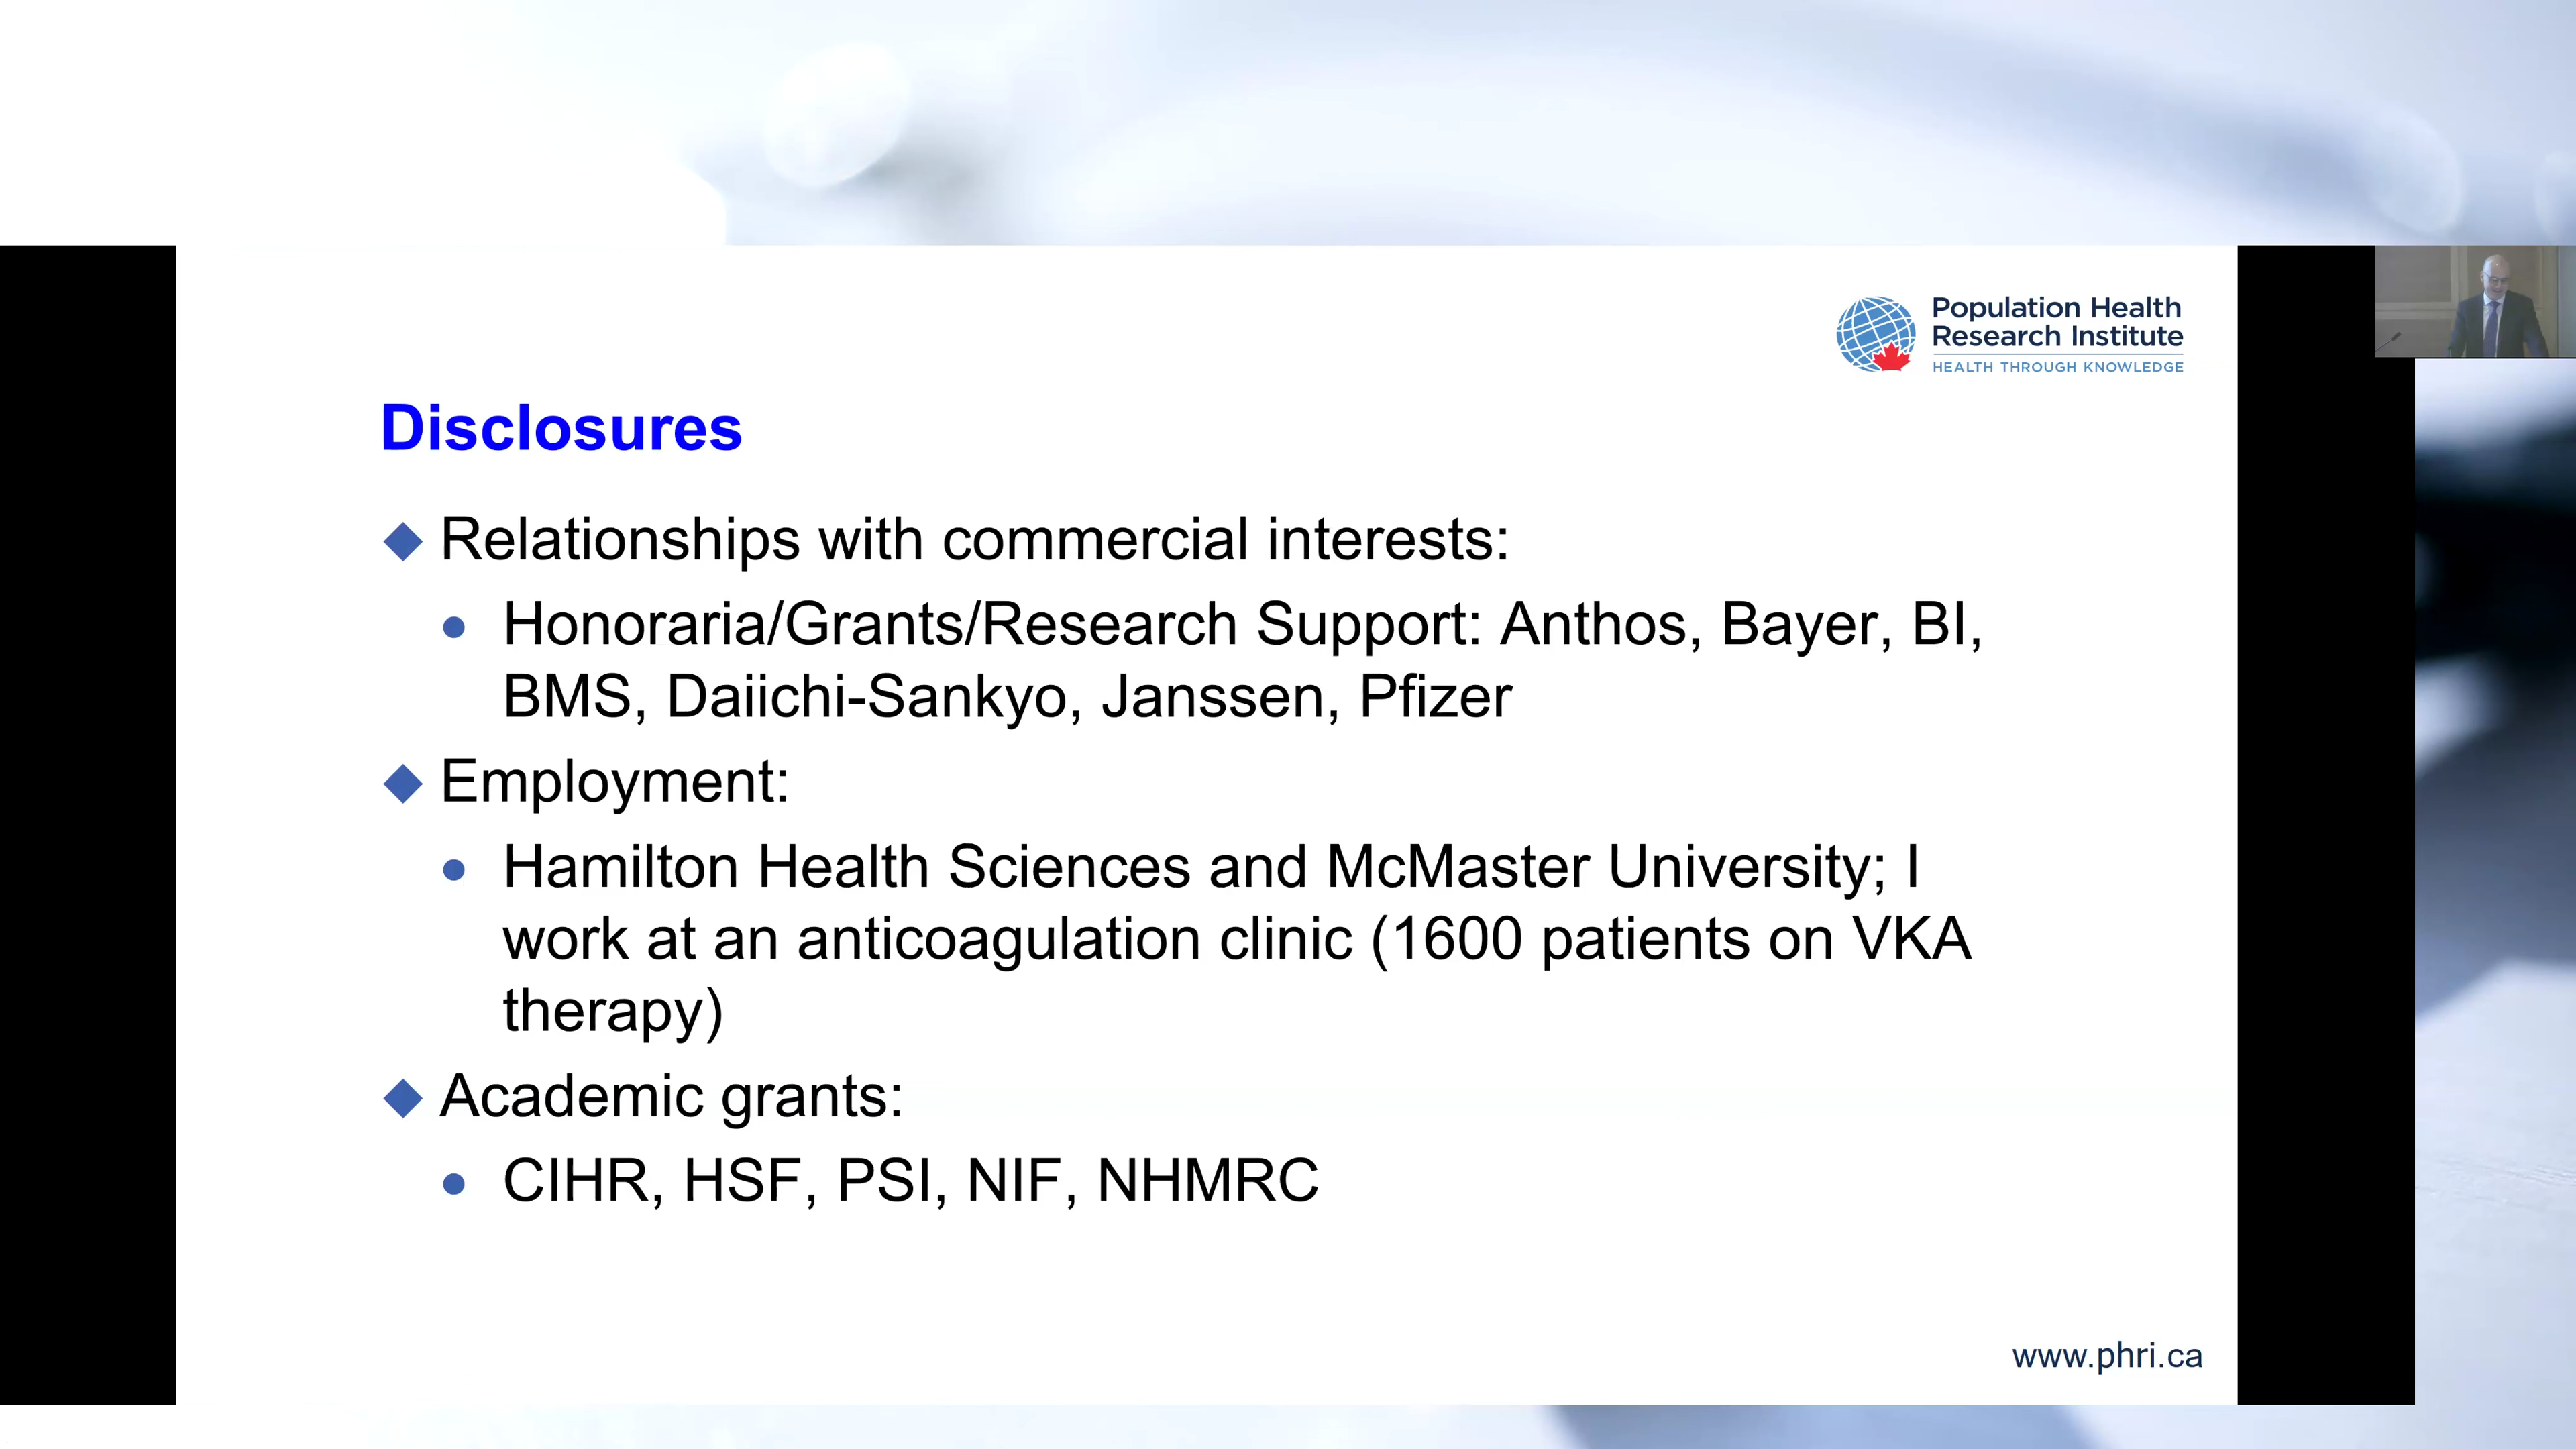 Population Health
Research Institute
HEALTH THROUGH KNOWLEDGE
Disclosures
Relationships with commercial interests:
Honoraria/Grants/Research Support: Anthos, Bayer, BI,
BMS, Daiichi-Sankyo, Janssen, Pfizer
Employment:
Hamilton Health Sciences and McMaster University; I
work at an anticoagulation clinic (1600 patients on VKA
therapy)
Academic grants:
CIHR, HSF, PSI, NIF, NHMRC
www.phri.ca